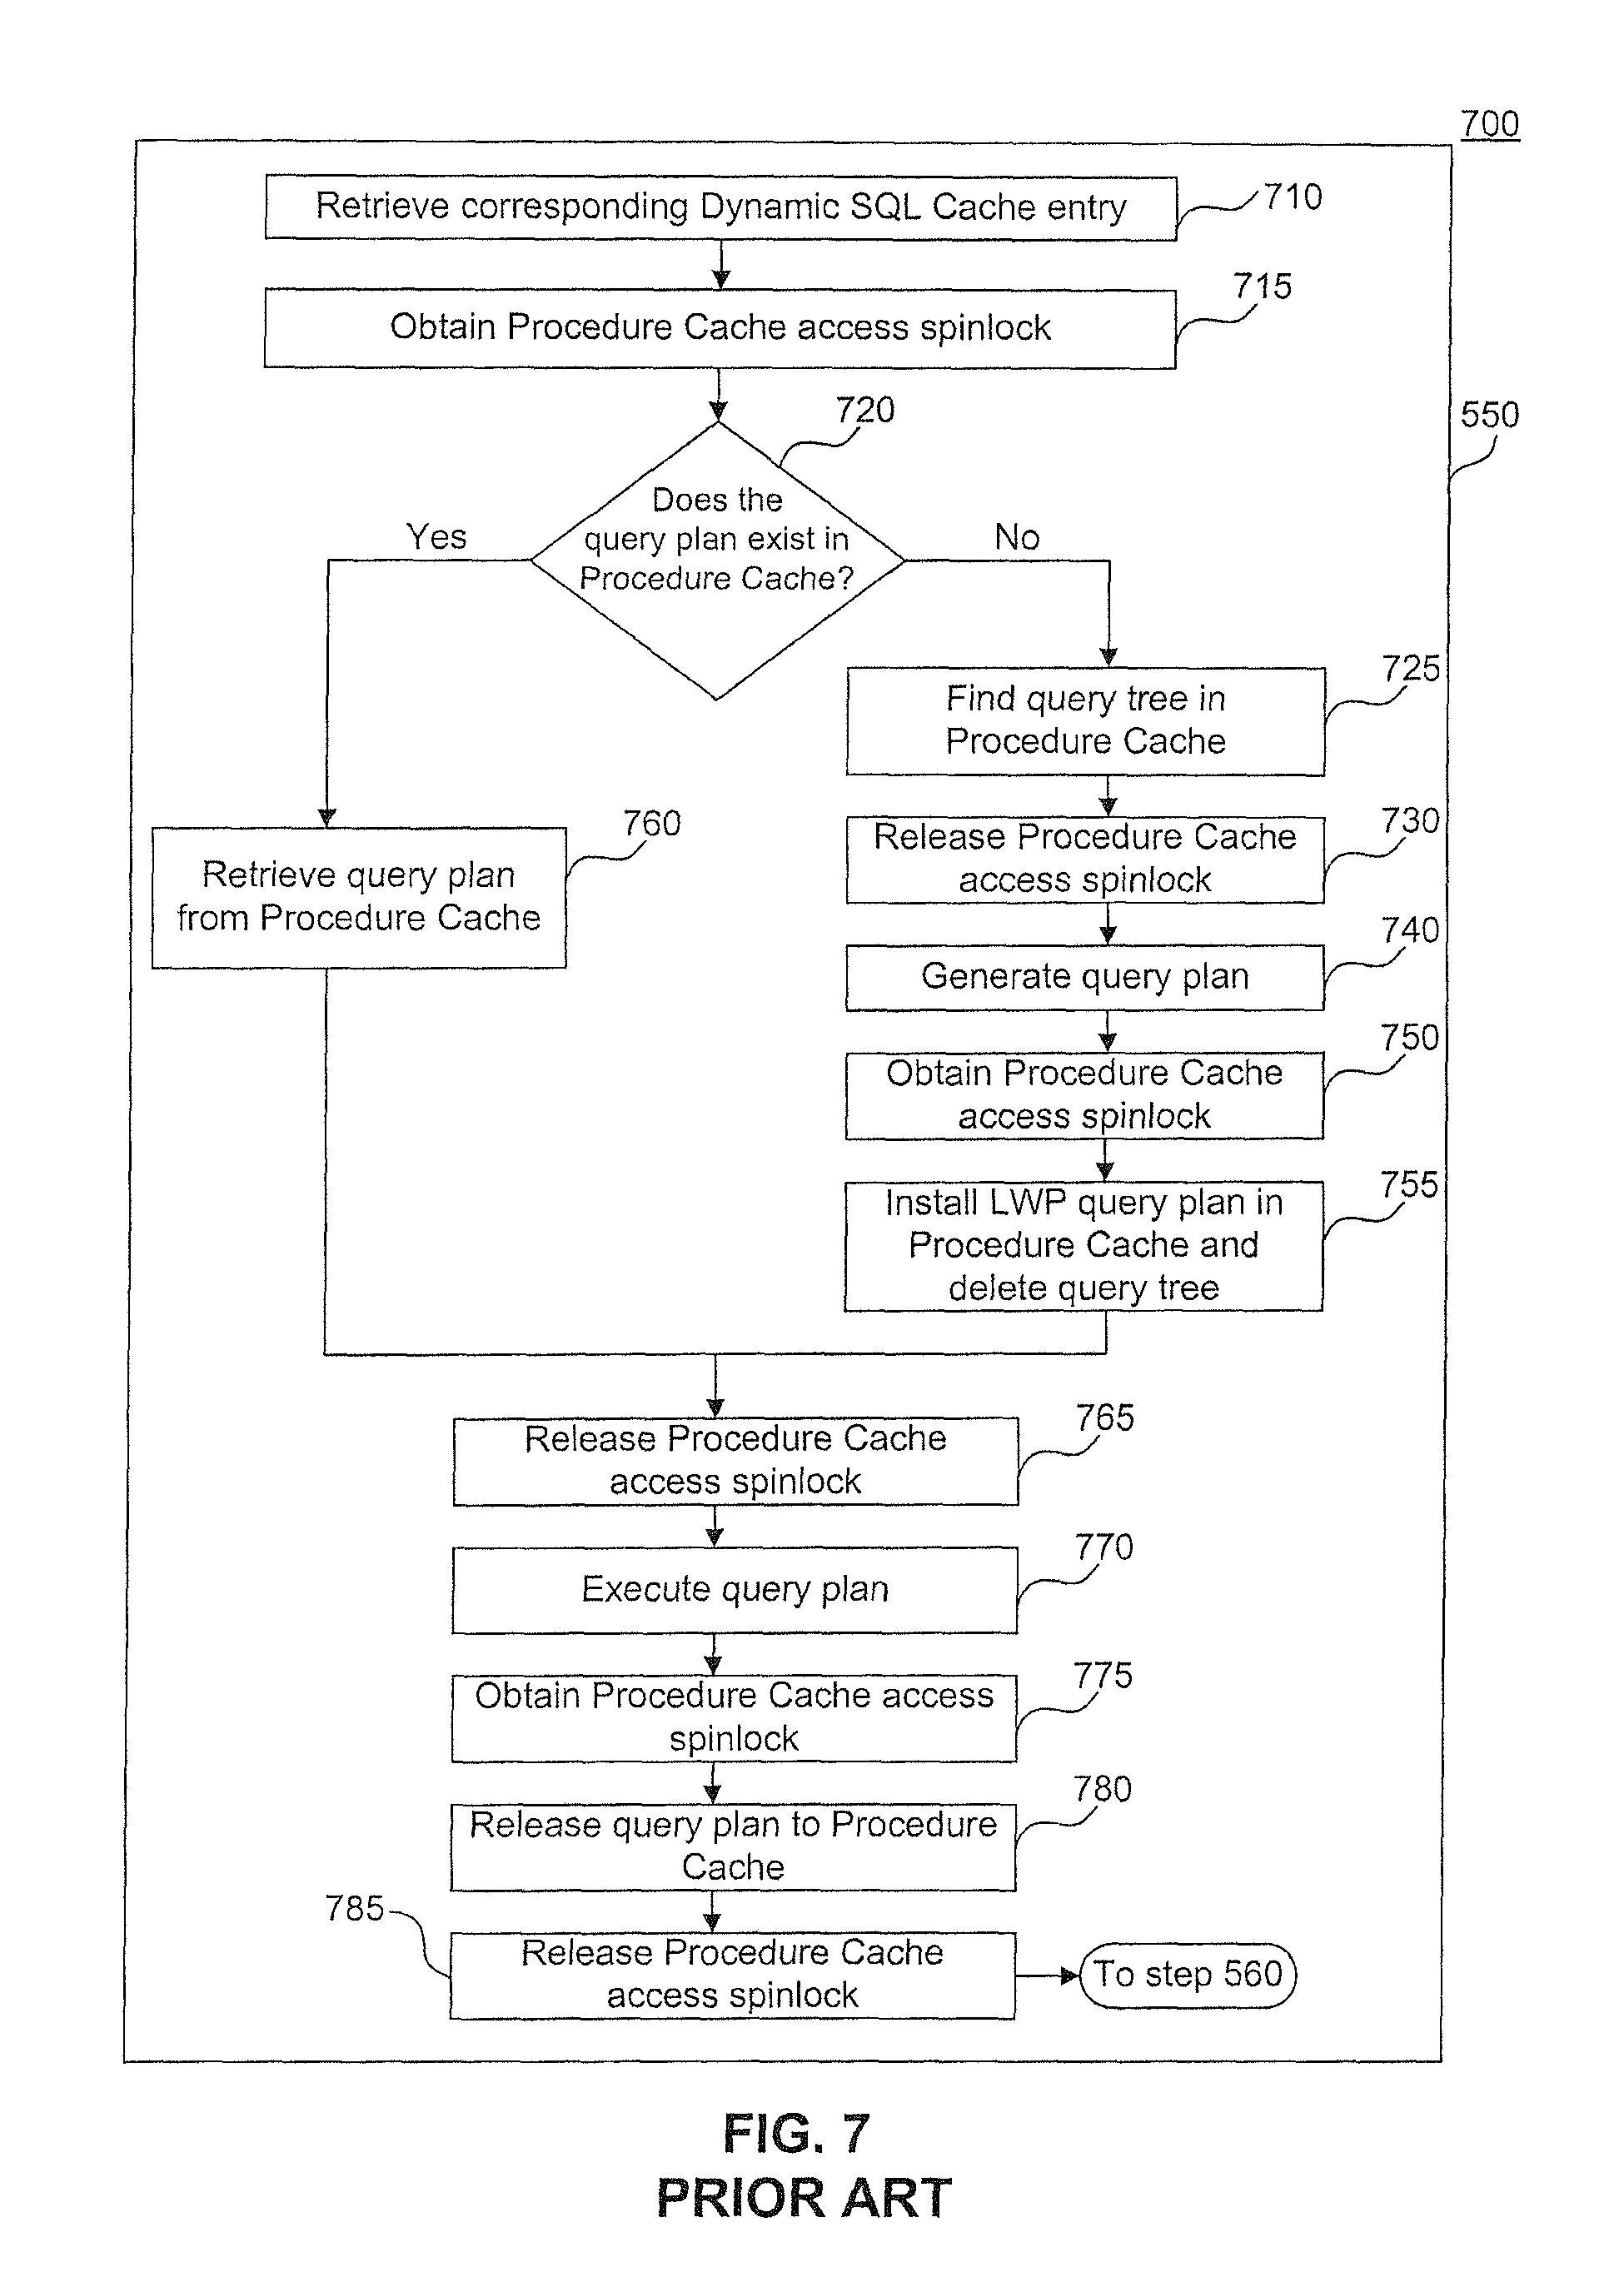 700
Retrieve corresponding Dynamic SQL Cache entry
710
Obtain Procedure Cache access spinlock
715
720
550
Does the
query plan exist in
Procedure Cache?
Yes
No
Find query tree in
Procedure Cache
725
Release Procedure Cache
access spinlock
730
Retrieve query plan
from Procedure Cache
760
Generate query plan
740
Obtain Procedure Cache
access spinlock
750
Install LWP query plan in
Procedure Cache and
delete query tree
755
Release Procedure Cache
access spinlock
765
Execute query plan
770
Obtain Procedure Cache access
spinlock
775
Release query plan to Procedure
Cache
780
785
Release Procedure Cache
access spinlock
To step 560
FIG. 7
PRIOR ART